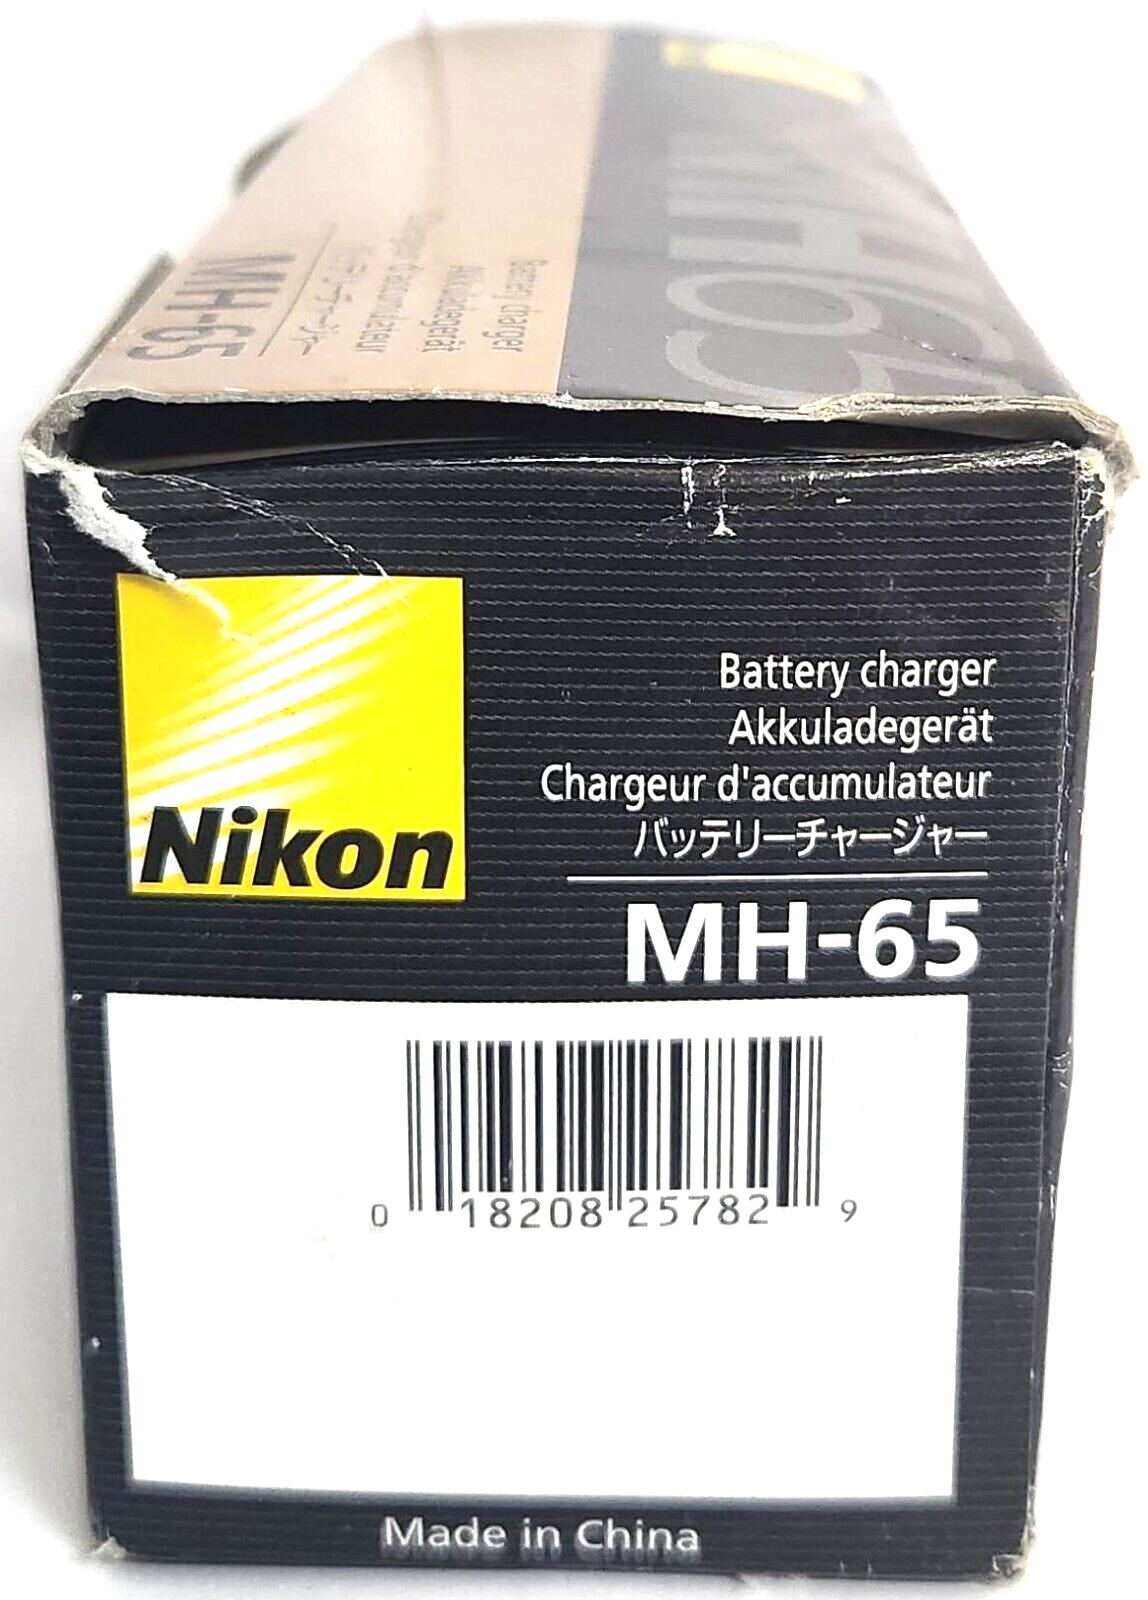 MH-65
バッテリーチャージャー
Chargeur d'accumulateur
Akkuladegerät
Battery charger
MH-65
Nikon
Battery charger
Akkuladegerät
Chargeur d'accumulateur
バッテリーチャージャー
MH-65
0 18208 25782 9
Made in China